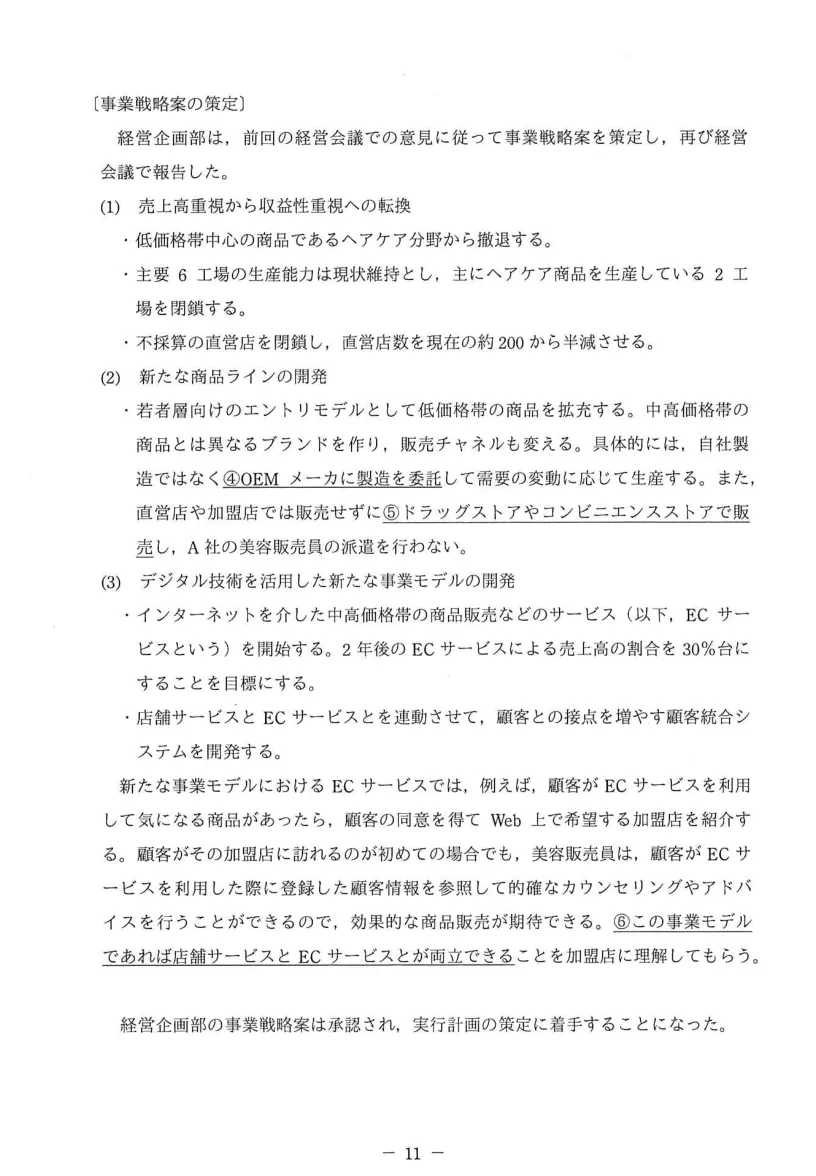 〔事業戦略案の策定〕
経営企画部は，前回の経営会議での意見に従って事業戦略案を策定し，再び経営
会議で報告した。
(1) 売上高重視から収益性重視への転換
・低価格帯中心の商品であるヘアケア分野から撤退する。
・主要 6 工場の生産能力は現状維持とし，主にヘアケア商品を生産している 2 工
場を閉鎖する。
・不採算の直営店を閉鎖し，直営店数を現在の約 200 から半減させる。
(2) 新たな商品ラインの開発
・若者層向けのエントリモデルとして低価格帯の商品を拡充する。中高価格帯の
商品とは異なるブランドを作り，販売チャネルも変える。具体的には，自社製
造ではなく④OEM メーカに製造を委託して需要の変動に応じて生産する。また，
直営店や加盟店では販売せずに⑤ドラッグストアやコンビニエンスストアで販
売し，A 社の美容販売員の派遣を行わない。
(3) デジタル技術を活用した新たな事業モデルの開発
・インターネットを介した中高価格帯の商品販売などのサービス（以下，EC サー
ビスという）を開始する。2 年後の EC サービスによる売上高の割合を 30％台に
することを目標にする。
・店舗サービスと EC サービスとを連動させて，顧客との接点を増やす顧客統合シ
ステムを開発する。
新たな事業モデルにおける EC サービスでは，例えば，顧客が EC サービスを利用
して気になる商品があったら，顧客の同意を得て Web 上で希望する加盟店を紹介す
る。顧客がその加盟店に訪れるのが初めての場合でも，美容販売員は，顧客が EC サ
ービスを利用した際に登録した顧客情報を参照して的確なカウンセリングやアドバ
イスを行うことができるので，効果的な商品販売が期待できる。⑥この事業モデル
であれば店舗サービスと EC サービスとが両立できることを加盟店に理解してもらう。
経営企画部の事業戦略案は承認され，実行計画の策定に着手することになった。
－ 11 －